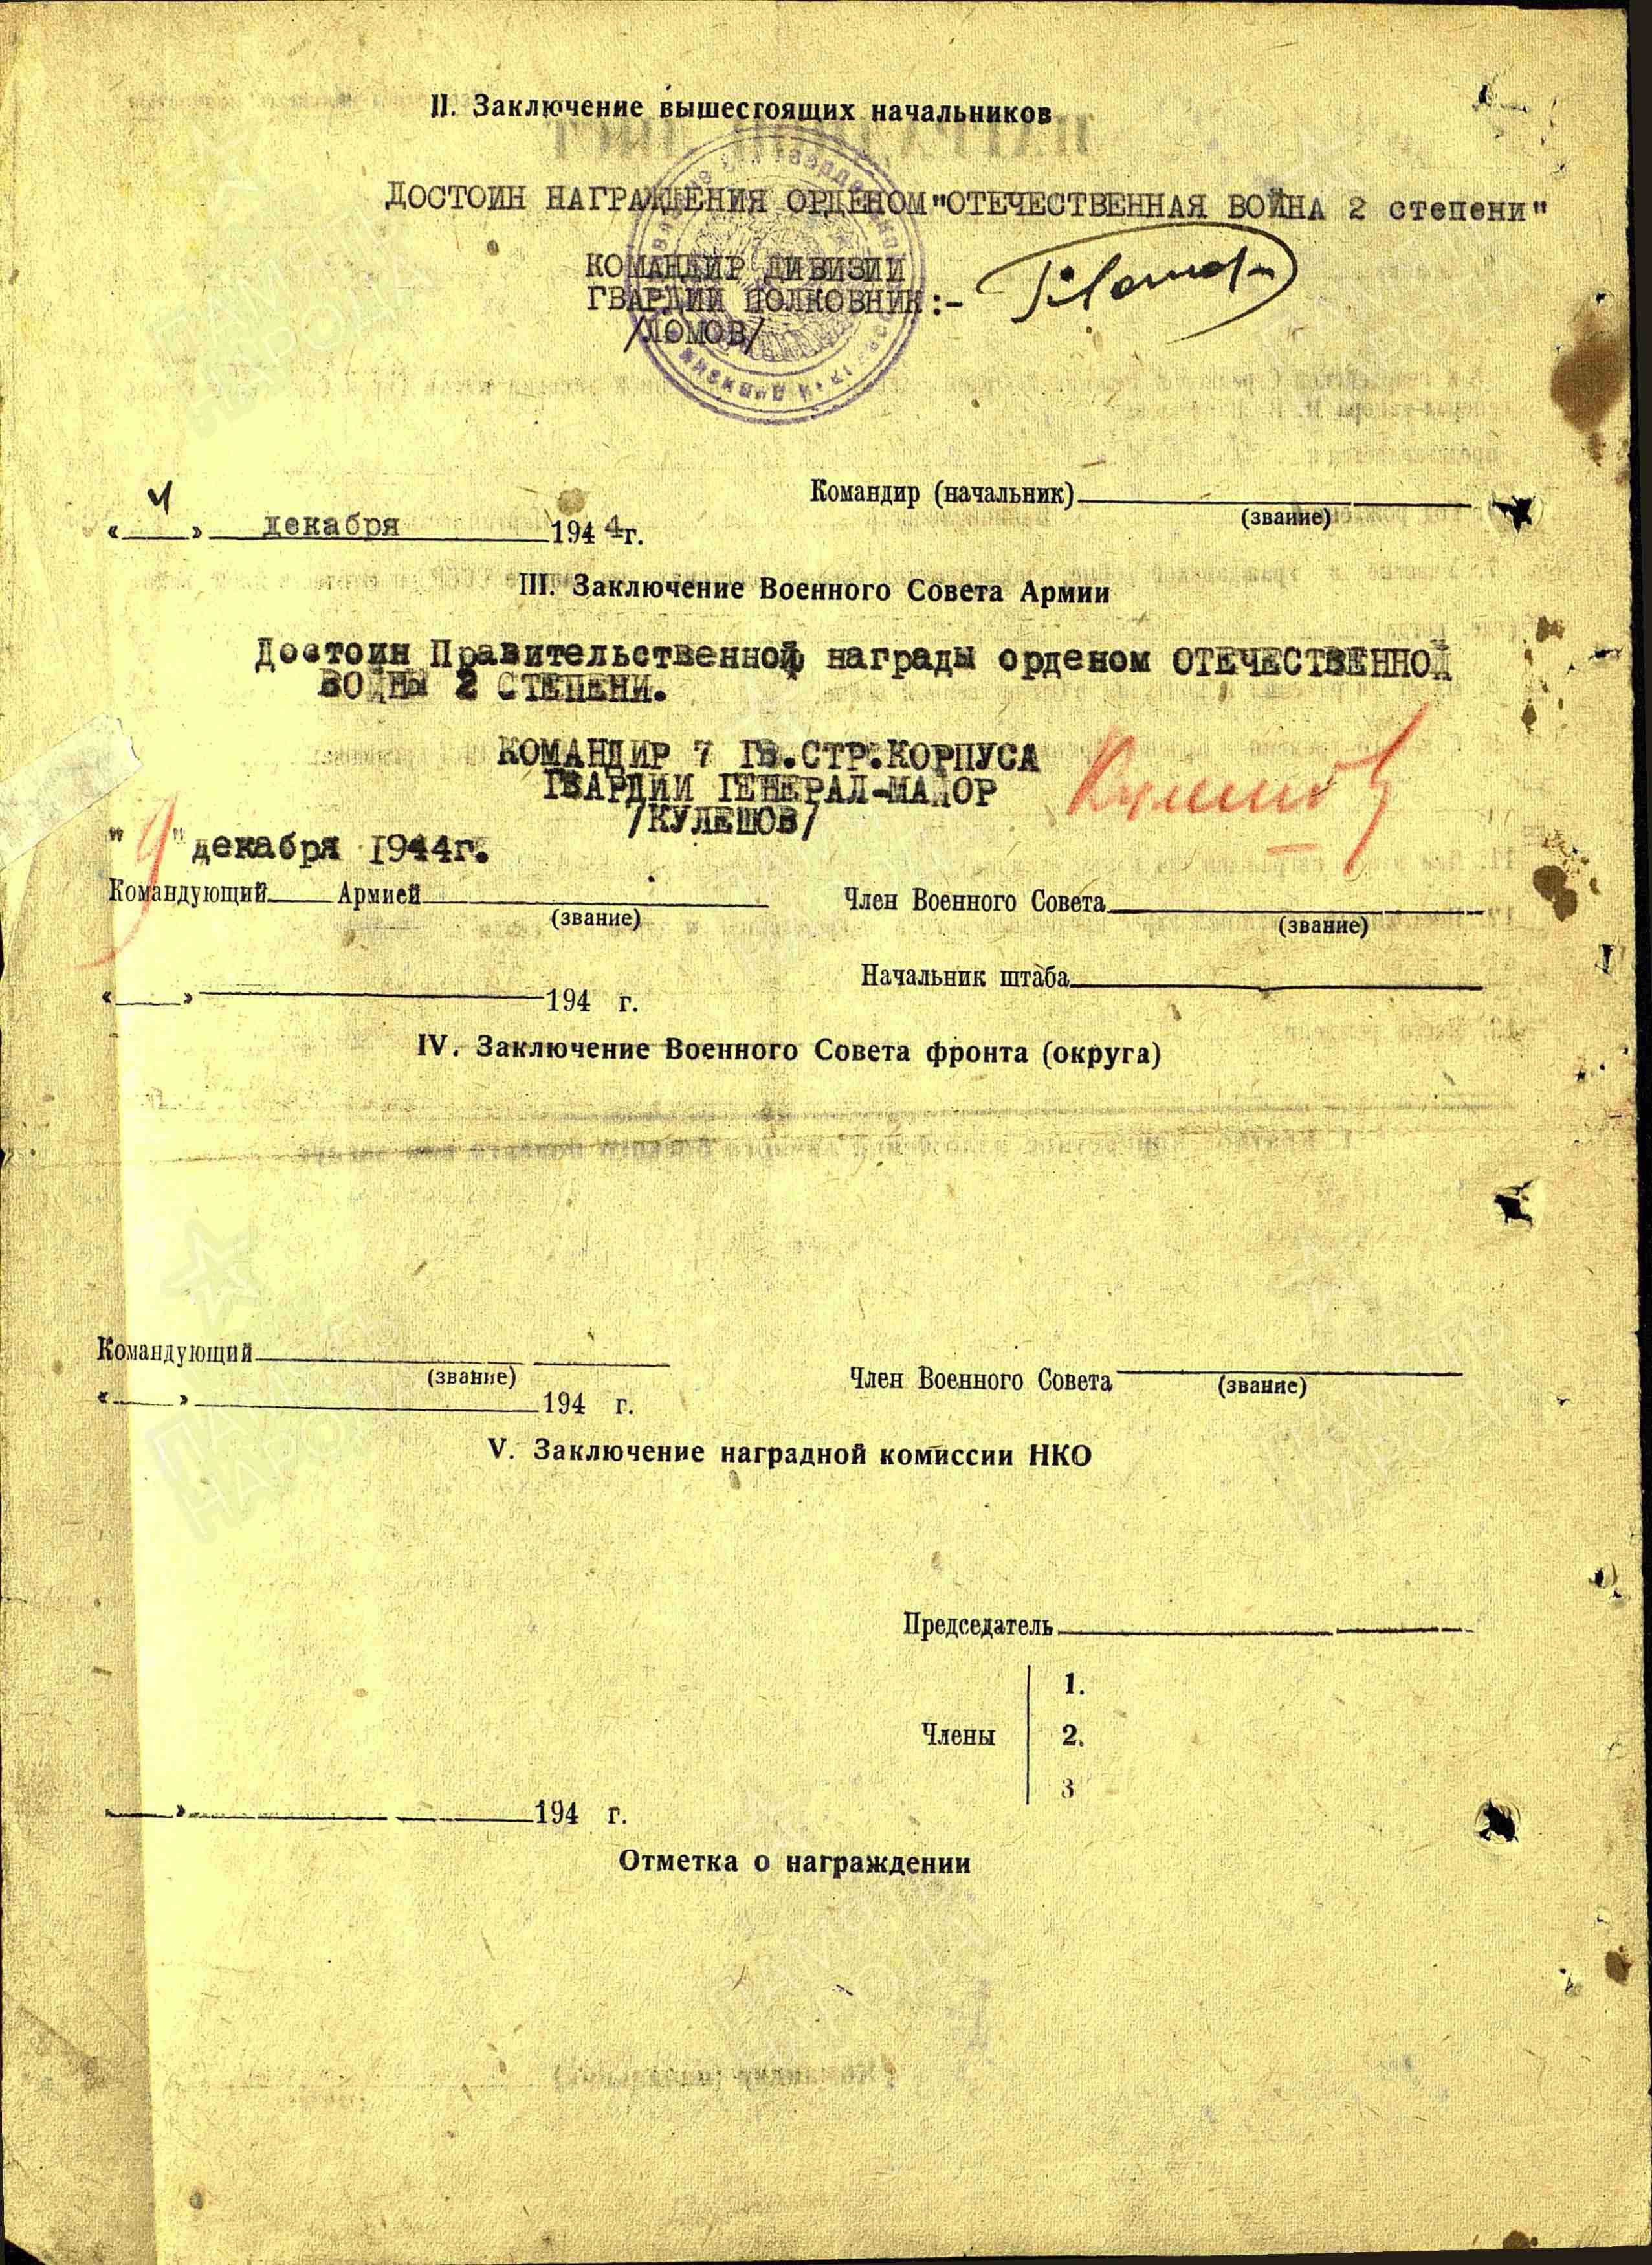 II. Заключение вышестоящих начальников
ДОСТОИН НАГРАЖДЕНИЯ ОРДЕНОМ "ОТЕЧЕСТВЕННАЯ ВОЙНА 2 степени"
КОМАНДИР ДИВИЗИИ
ГВАРДИИ ПОЛКОВНИК:-
/ЛОМОВ/
Командир (начальник)
(звание)
«4» декабря 1944г.
III. Заключение Военного Совета Армии
Достоин Правительственной награды орденом ОТЕЧЕСТВЕННОЙ
ВОЙНЫ 2 СТЕПЕНИ.
КОМАНДИР 7 ГВ.СТР.КОРПУСА
ГВАРДИИ ГЕНЕРАЛ-МАЙОР
/КУЛЕШОВ/
"9" декабря 1944г.
Командующий Армией
(звание)
Член Военного Совета
(звание)
Начальник штаба
« » 194 г.
IV. Заключение Военного Совета фронта (округа)
Командующий
(звание)
Член Военного Совета
(звание)
« » 194 г.
V. Заключение наградной комиссии НКО
Председатель
1.
Члены 2.
3
» 194 г.
Отметка о награждении
ПАМЯТЬ
НАРОДА